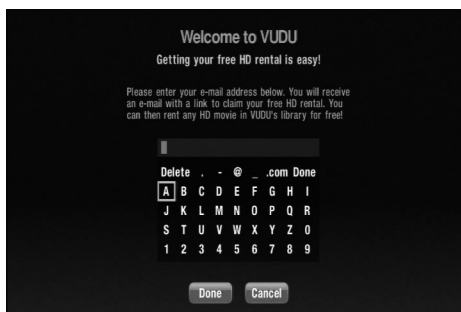 Welcome to VUDU
Getting your free HD rental is easy!
Please enter your e-mail address below. You will receive
an e-mail with a link to claim your free HD rental. You
can then rent any HD movie in VUDU's library for free!
Delete . - @ _ .com Done
A B C D E F G H I
J K L M N O P Q R
S T U V W X Y Z 0
1 2 3 4 5 6 7 8 9
Done Cancel